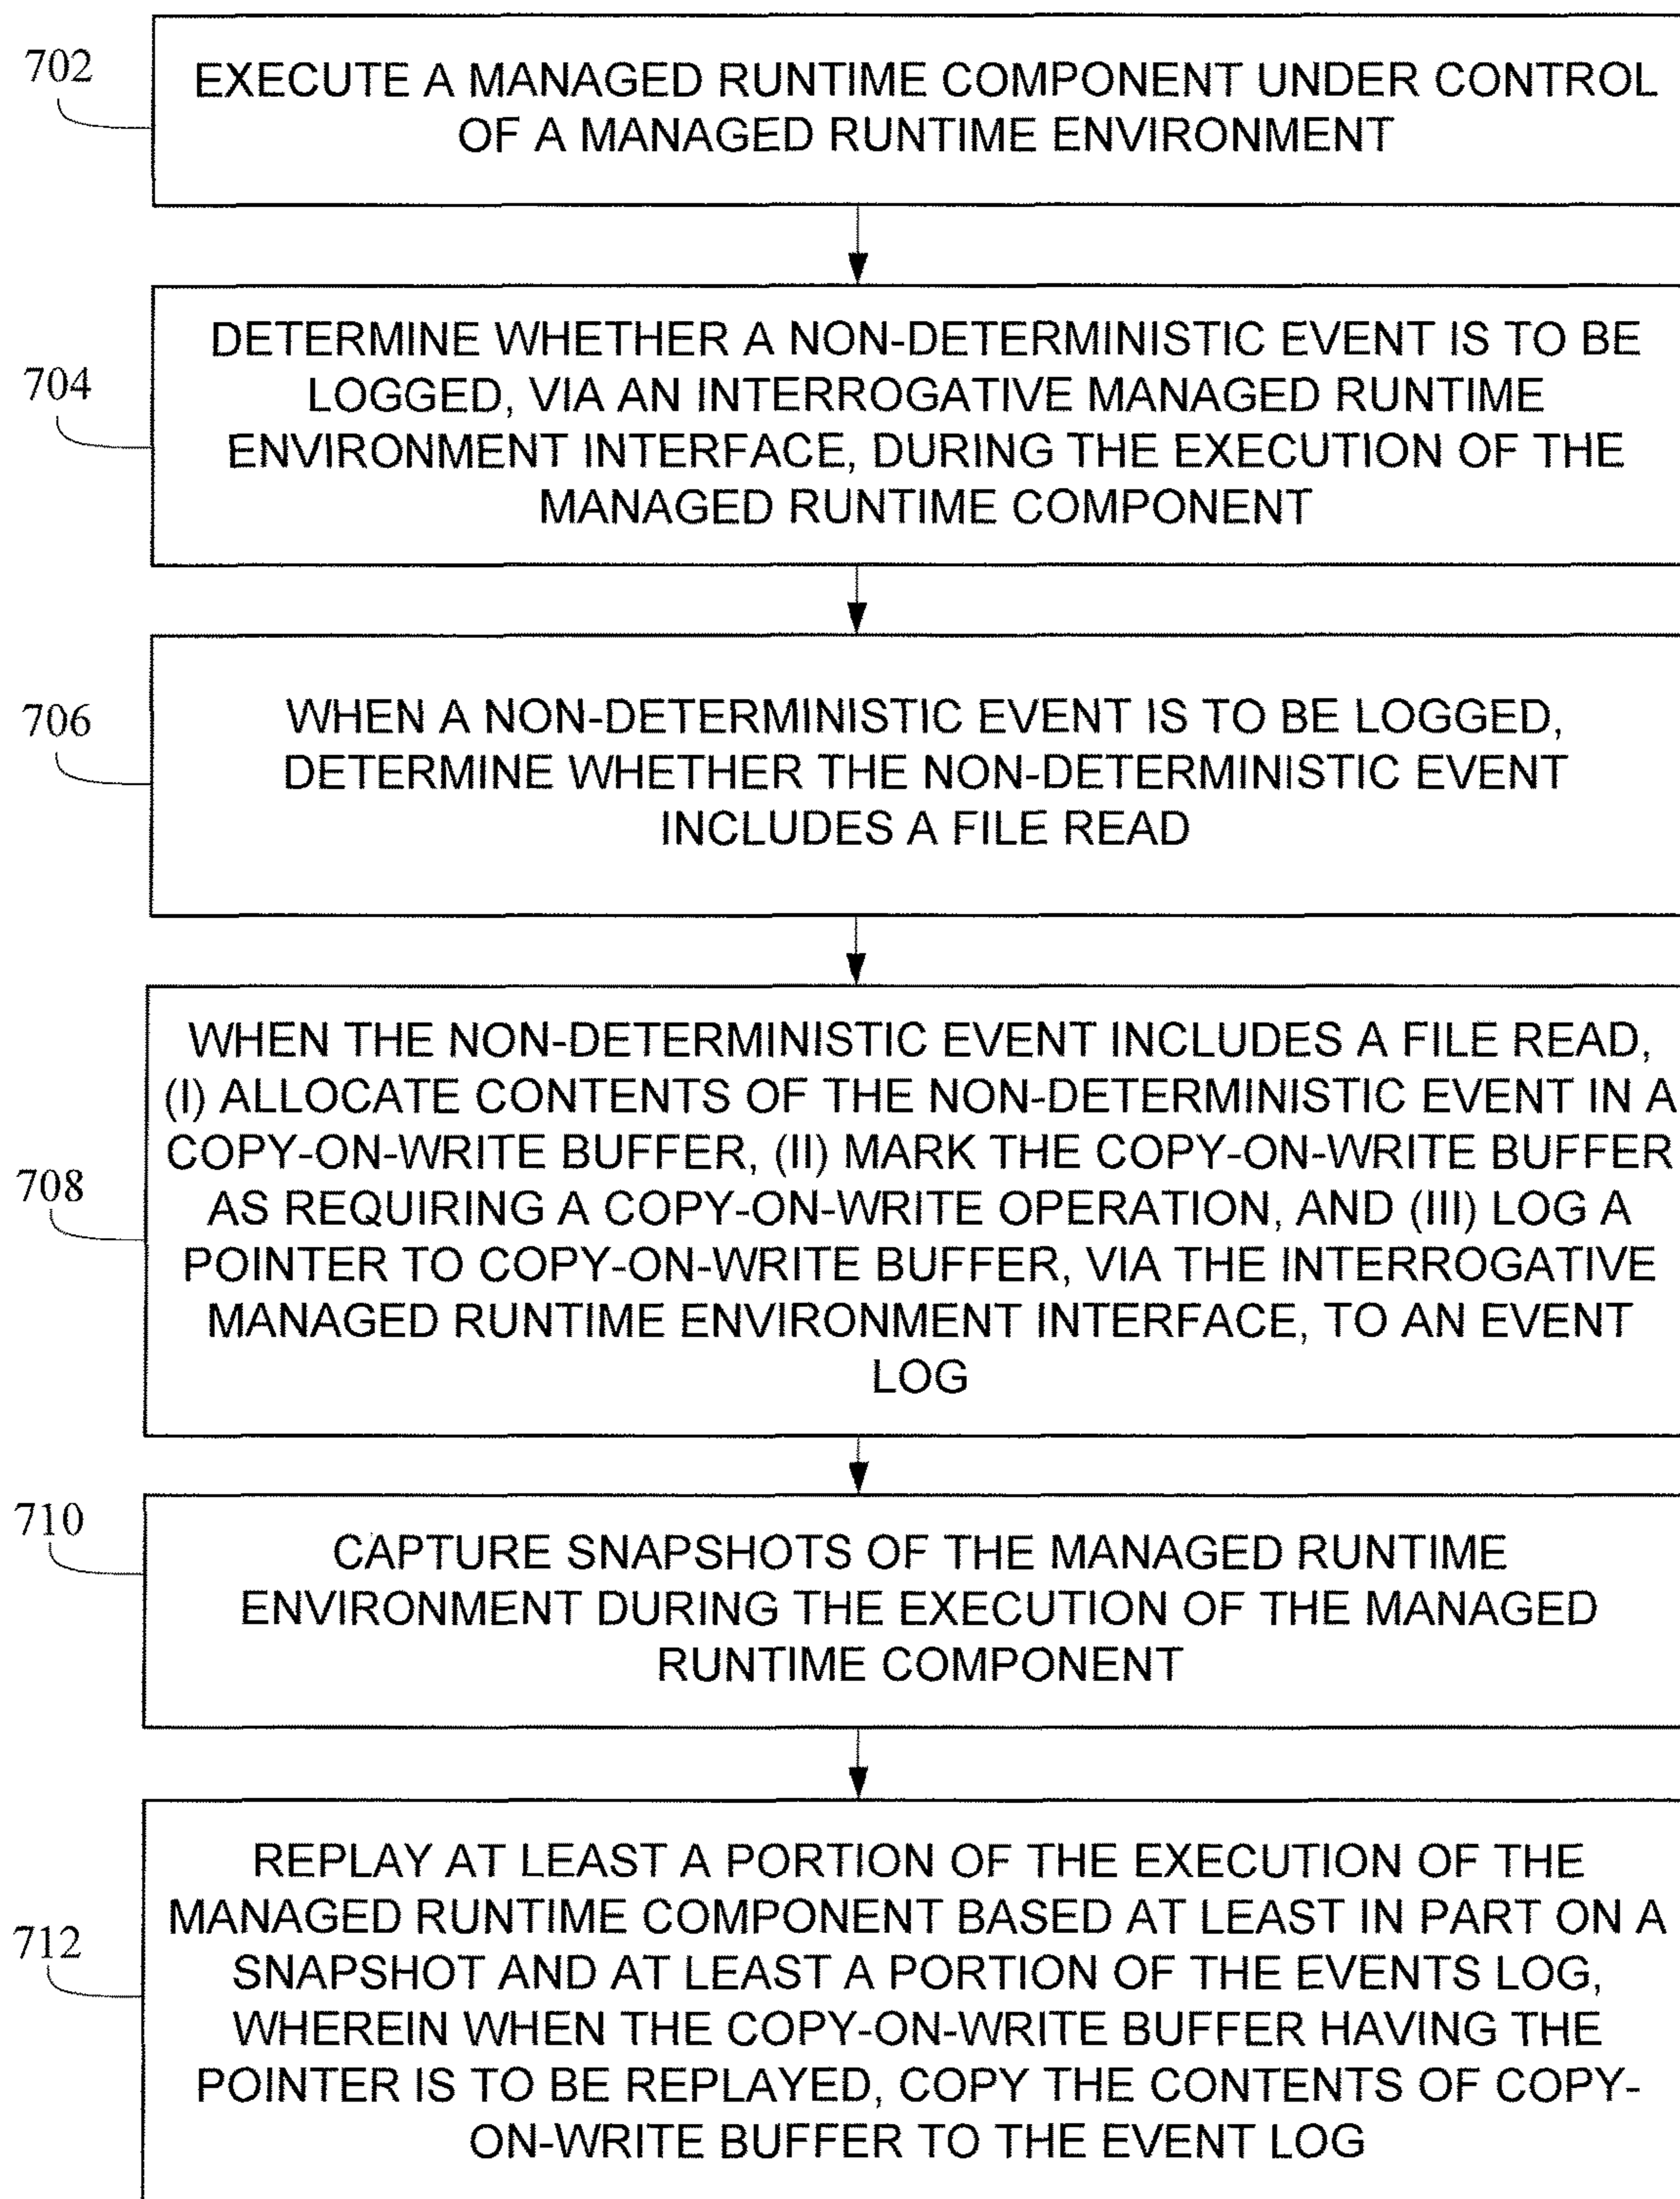 702
EXECUTE A MANAGED RUNTIME COMPONENT UNDER CONTROL
OF A MANAGED RUNTIME ENVIRONMENT
704
DETERMINE WHETHER A NON-DETERMINISTIC EVENT IS TO BE
LOGGED, VIA AN INTERROGATIVE MANAGED RUNTIME
ENVIRONMENT INTERFACE, DURING THE EXECUTION OF THE
MANAGED RUNTIME COMPONENT
706
WHEN A NON-DETERMINISTIC EVENT IS TO BE LOGGED,
DETERMINE WHETHER THE NON-DETERMINISTIC EVENT
INCLUDES A FILE READ
708
WHEN THE NON-DETERMINISTIC EVENT INCLUDES A FILE READ,
(I) ALLOCATE CONTENTS OF THE NON-DETERMINISTIC EVENT IN A
COPY-ON-WRITE BUFFER, (II) MARK THE COPY-ON-WRITE BUFFER
AS REQUIRING A COPY-ON-WRITE OPERATION, AND (III) LOG A
POINTER TO COPY-ON-WRITE BUFFER, VIA THE INTERROGATIVE
MANAGED RUNTIME ENVIRONMENT INTERFACE, TO AN EVENT
LOG
710
CAPTURE SNAPSHOTS OF THE MANAGED RUNTIME
ENVIRONMENT DURING THE EXECUTION OF THE MANAGED
RUNTIME COMPONENT
712
REPLAY AT LEAST A PORTION OF THE EXECUTION OF THE
MANAGED RUNTIME COMPONENT BASED AT LEAST IN PART ON A
SNAPSHOT AND AT LEAST A PORTION OF THE EVENTS LOG,
WHEREIN WHEN THE COPY-ON-WRITE BUFFER HAVING THE
POINTER IS TO BE REPLAYED, COPY THE CONTENTS OF COPY-
ON-WRITE BUFFER TO THE EVENT LOG